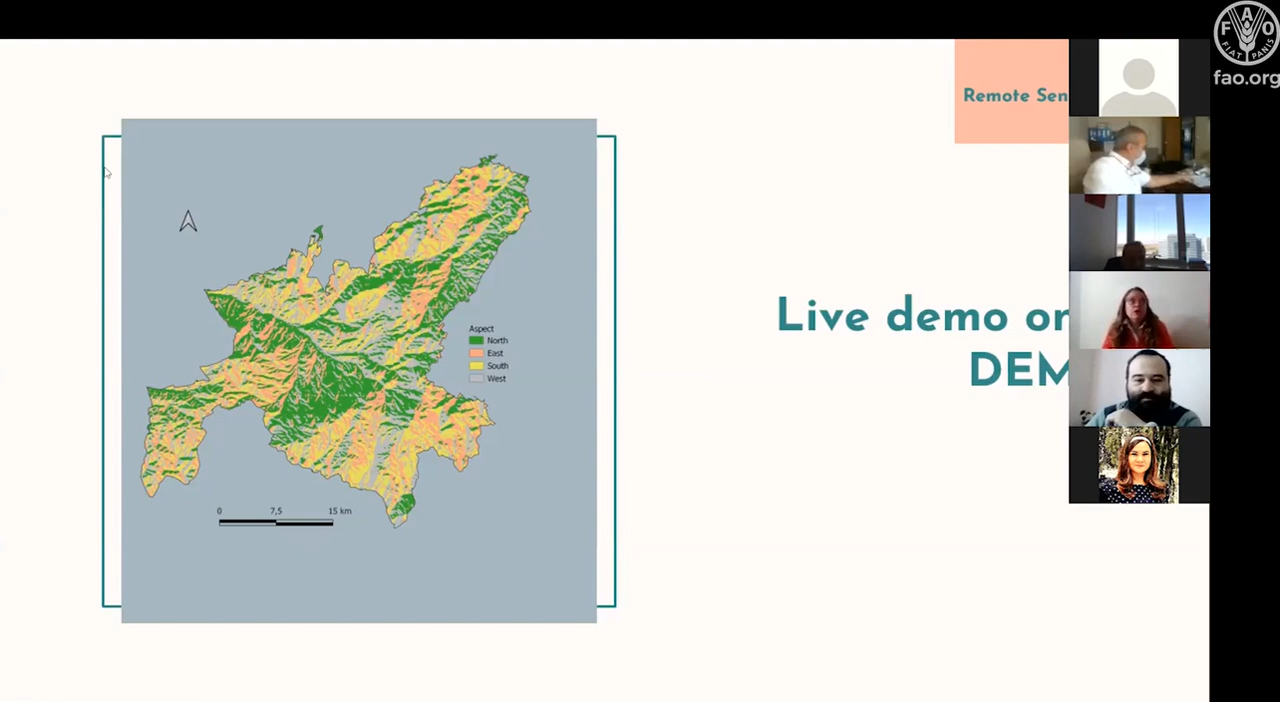 FAO
FIAT PANIS
fao.org
Remote Sen
Live demo or
DEM
Aspect
North
East
South
West
0 7,5 15 km